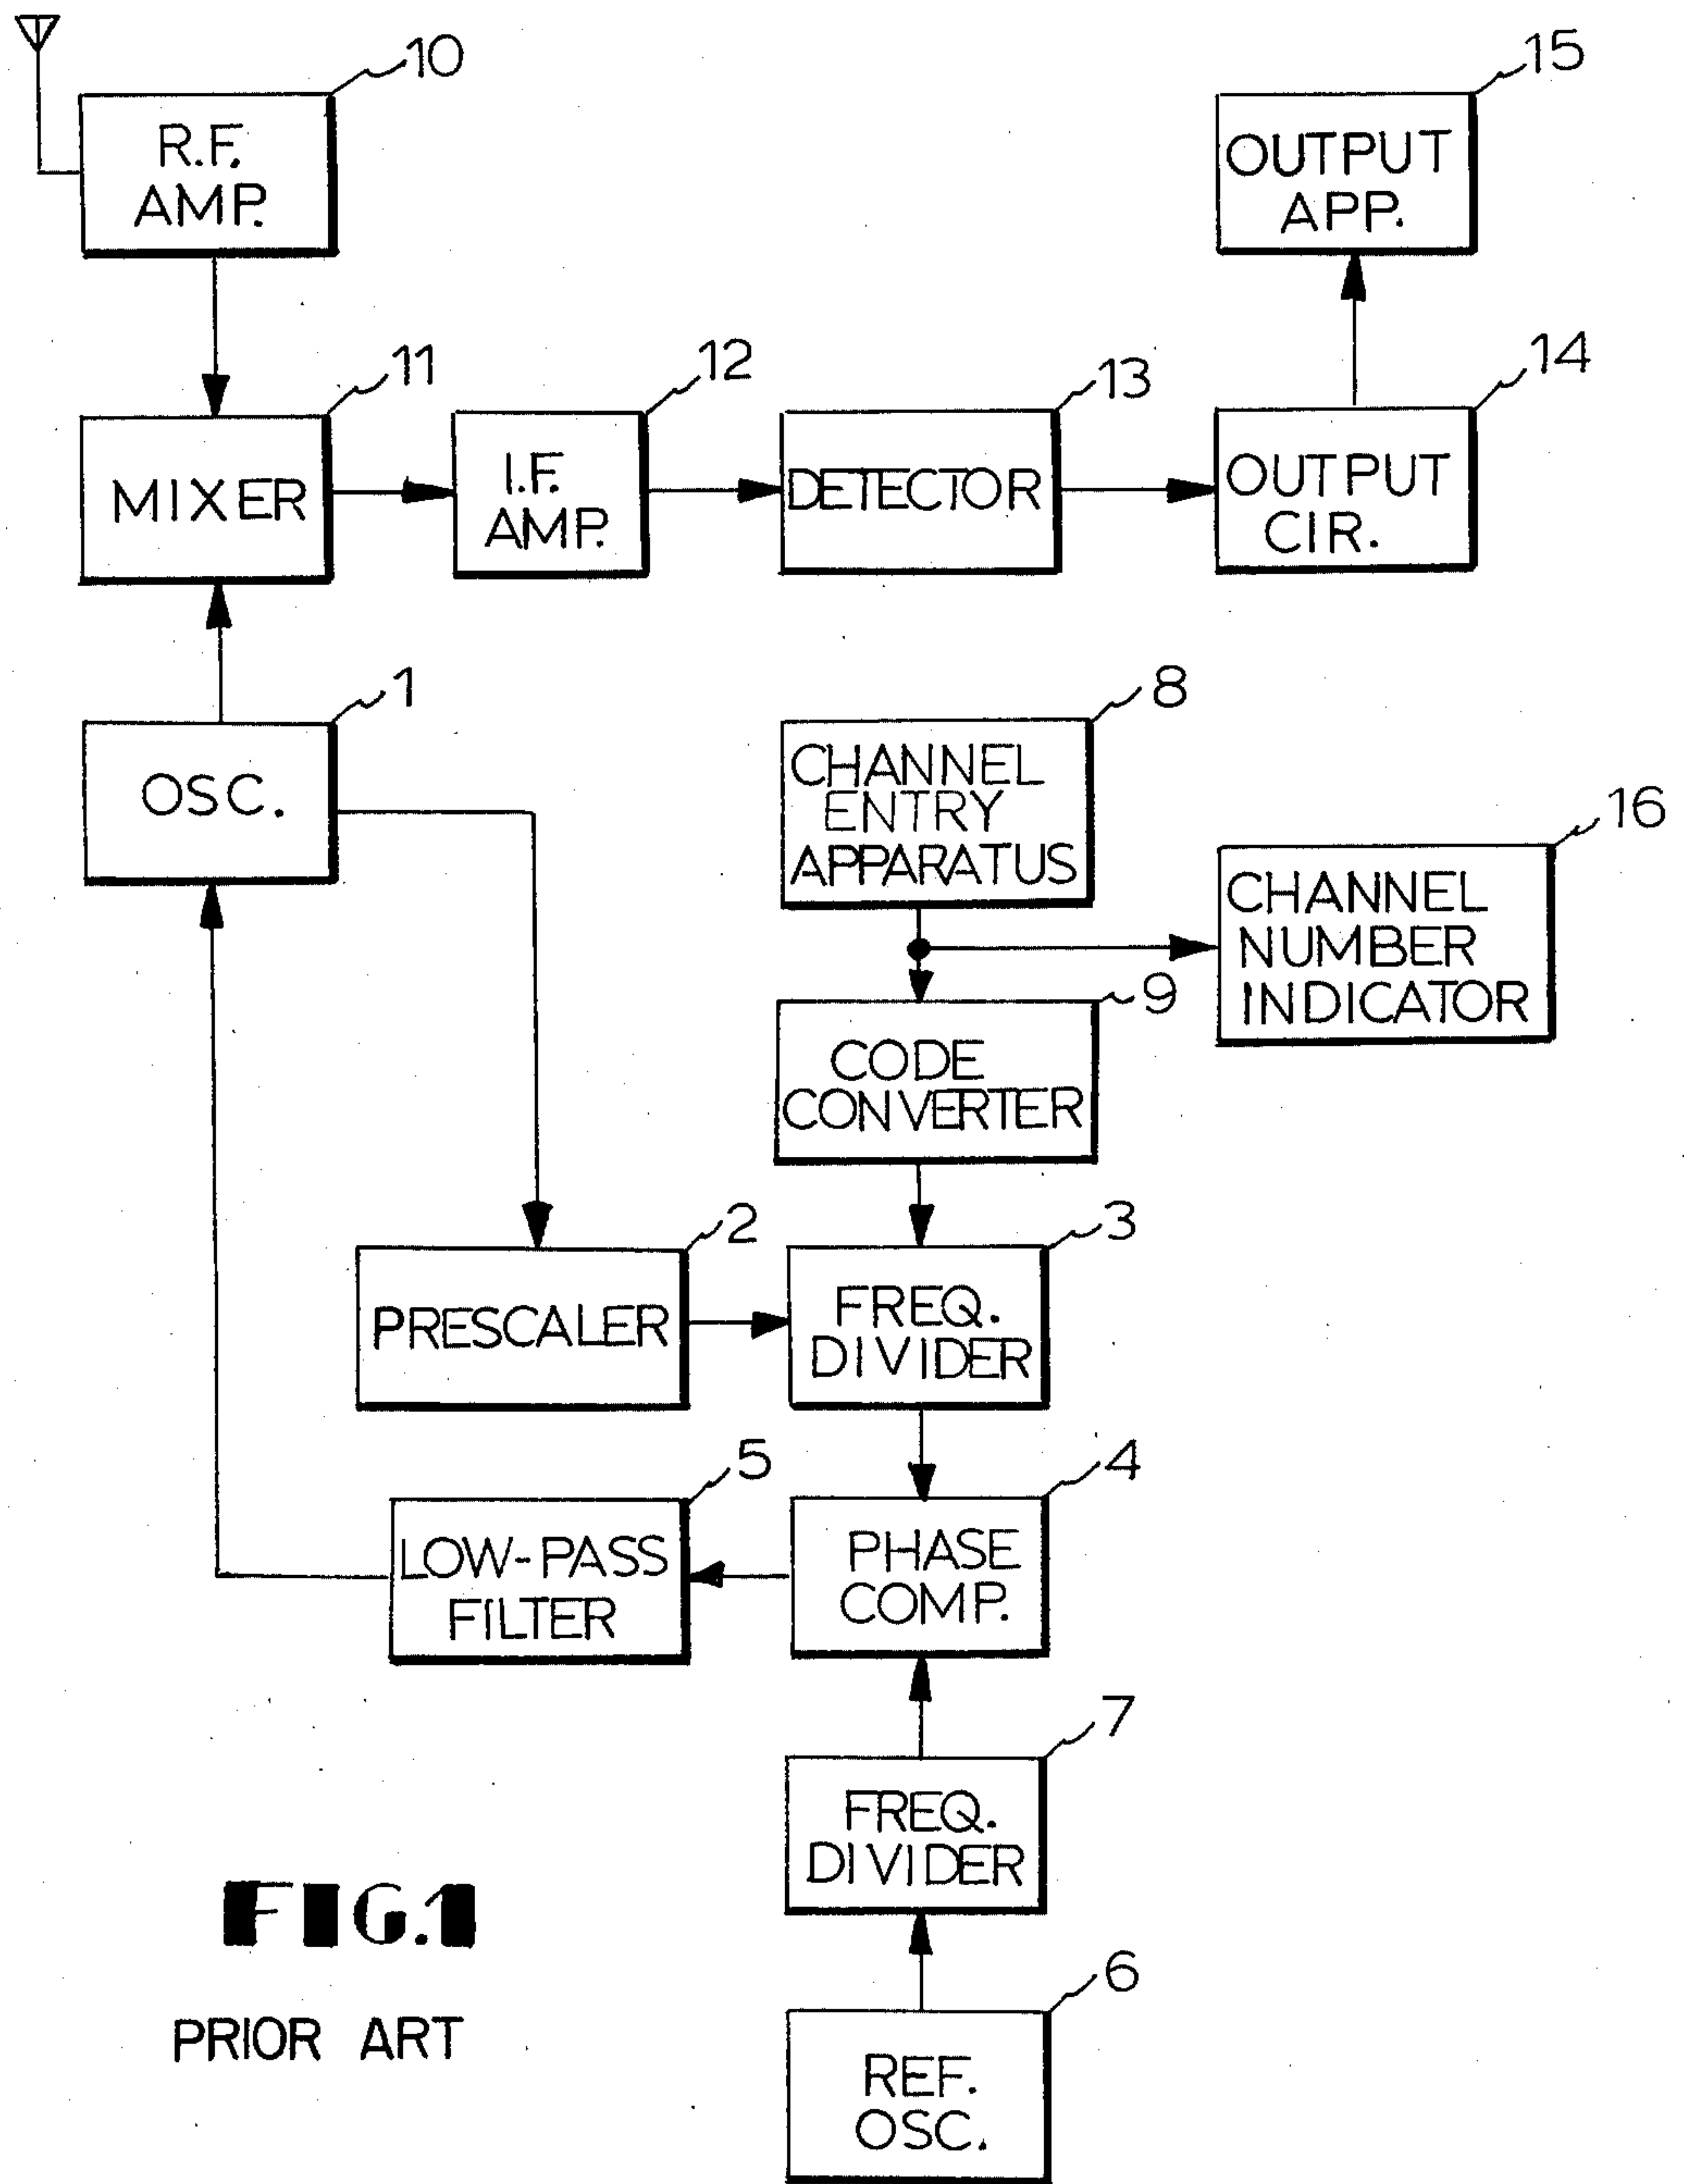 10
R.F.
AMP.
15
OUTPUT
APP.
11
MIXER
12
I.F.
AMP.
13
DETECTOR
14
OUTPUT
CIR.
1
OSC.
8
CHANNEL
ENTRY
APPARATUS
16
CHANNEL
NUMBER
INDICATOR
9
CODE
CONVERTER
2
PRESCALER
3
FREQ.
DIVIDER
5
LOW-PASS
FILTER
4
PHASE
COMP.
7
FREQ.
DIVIDER
6
REF.
OSC.
FIG.1
PRIOR ART